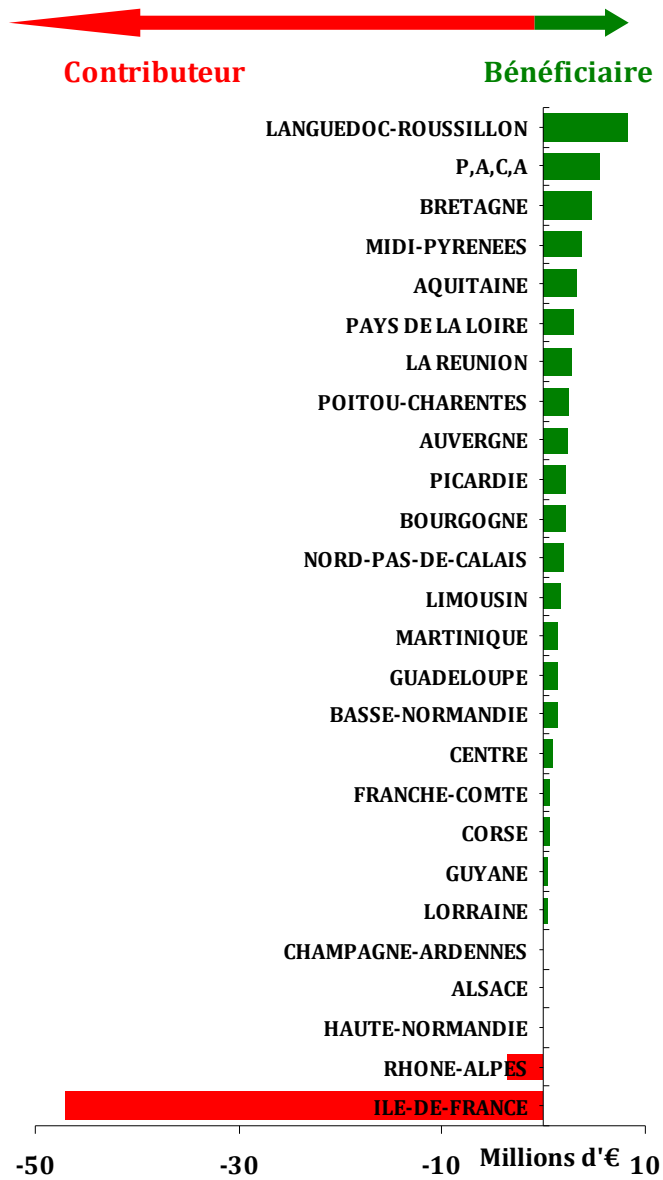 Contributeur Bénéficiaire
LANGUEDOC-ROUSSILLON
P,A,C,A
BRETAGNE
MIDI-PYRENEES
AQUITAINE
PAYS DE LA LOIRE
LA REUNION
POITOU-CHARENTES
AUVERGNE
PICARDIE
BOURGOGNE
NORD-PAS-DE-CALAIS
LIMOUSIN
MARTINIQUE
GUADELOUPE
BASSE-NORMANDIE
CENTRE
FRANCHE-COMTE
CORSE
GUYANE
LORRAINE
CHAMPAGNE-ARDENNES
ALSACE
HAUTE-NORMANDIE
RHONE-ALPES
ILE-DE-FRANCE
-50 -30 -10 Millions d'€ 10